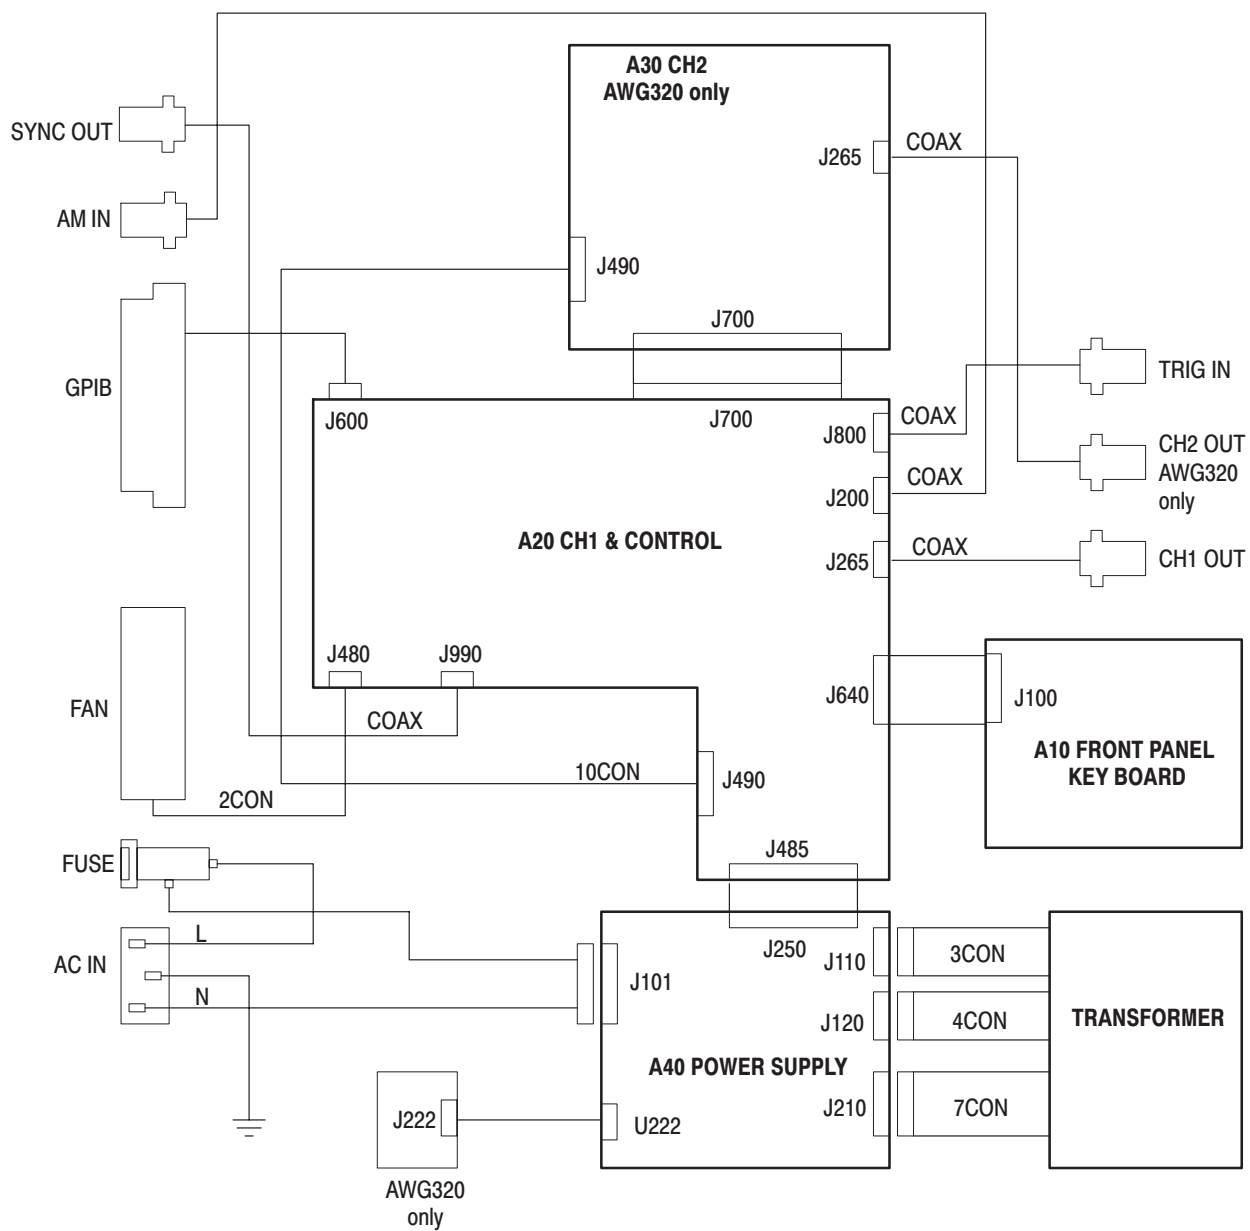 A30 CH2
AWG320 only
SYNC OUT
J265
COAX
AM IN
J490
J700
GPIB
TRIG IN
J600
J700
J800
COAX
CH2 OUT
AWG320
only
J200
COAX
A20 CH1 & CONTROL
J265
COAX
CH1 OUT
J480
J990
FAN
COAX
J640
J100
A10 FRONT PANEL
KEY BOARD
2CON
10CON
J490
FUSE
J485
L
AC IN
N
J101
J250
J110
3CON
J120
4CON
TRANSFORMER
A40 POWER SUPPLY
J222
U222
J210
7CON
AWG320
only